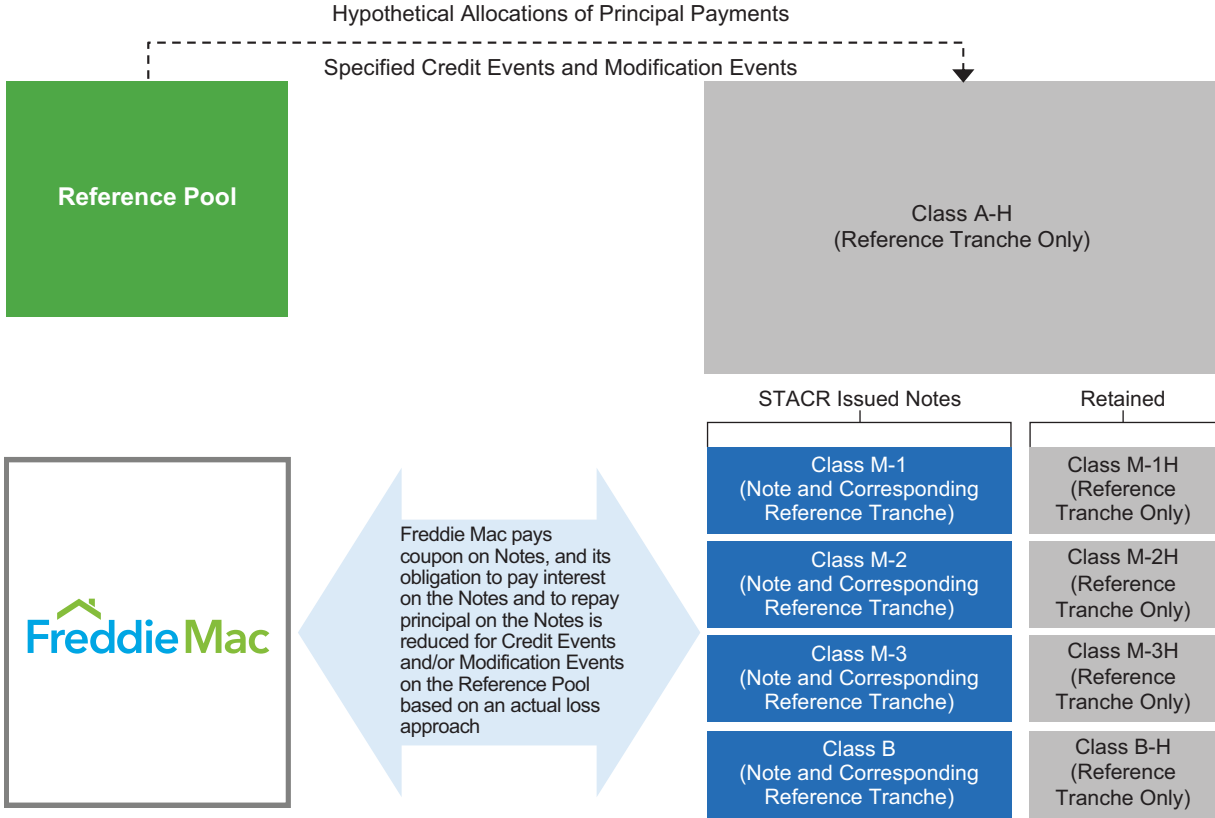 Hypothetical Allocations of Principal Payments
Specified Credit Events and Modification Events
Reference Pool
Class A-H
(Reference Tranche Only)
STACR Issued Notes
Retained
Class M-1
(Note and Corresponding
Reference Tranche)
Class M-1H
(Reference
Tranche Only)
Class M-2
(Note and Corresponding
Reference Tranche)
Class M-2H
(Reference
Tranche Only)
Class M-3
(Note and Corresponding
Reference Tranche)
Class M-3H
(Reference
Tranche Only)
Class B
(Note and Corresponding
Reference Tranche)
Class B-H
(Reference
Tranche Only)
Freddie Mac pays
coupon on Notes, and its
obligation to pay interest
on the Notes and to repay
principal on the Notes is
reduced for Credit Events
and/or Modification Events
on the Reference Pool
based on an actual loss
approach
FreddieMac